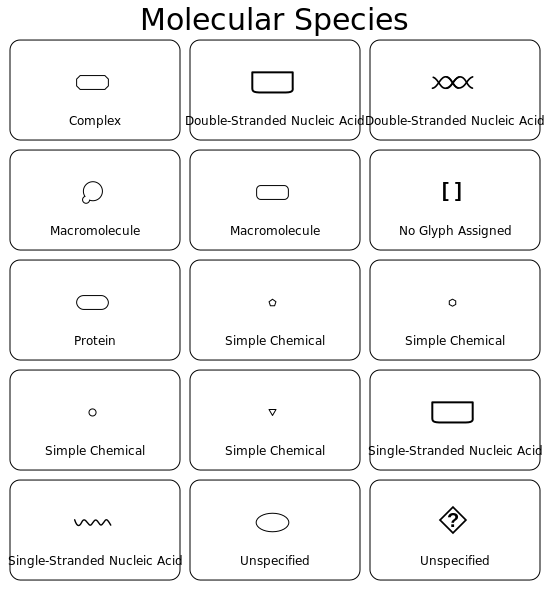 Molecular Species
Complex
Double-Stranded Nucleic Acid
Double-Stranded Nucleic Acid
Macromolecule
Macromolecule
[ ]
No Glyph Assigned
Protein
Simple Chemical
Simple Chemical
Simple Chemical
Simple Chemical
Single-Stranded Nucleic Acid
Single-Stranded Nucleic Acid
Unspecified
?
Unspecified